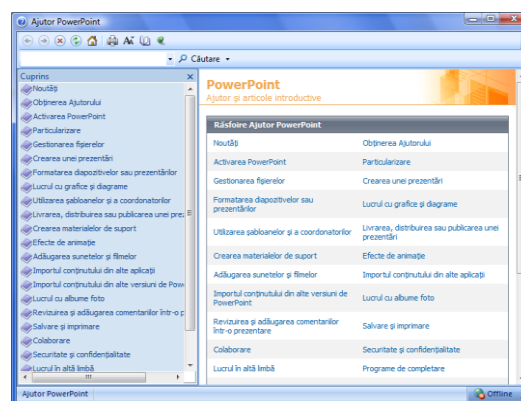 Ajutor PowerPoint
Căutare
Cuprins
Noutăți
Obținerea Ajutorului
Activarea PowerPoint
Particularizare
Gestionarea fișierelor
Crearea unei prezentări
Formatarea diapozitivelor sau prezentărilor
Lucrul cu grafice și diagrame
Utilizarea șabloanelor și a coordonatorilor
Livrarea, distribuirea sau publicarea unei prez
Crearea materialelor de suport
Efecte de animație
Adăugarea sunetelor și filmelor
Importul conținutului din alte aplicații
Importul conținutului din alte versiuni de Pow
Lucrul cu albume foto
Revizuirea și adăugarea comentariilor într-o p
Salvare și imprimare
Colaborare
Securitate și confidențialitate
Lucrul în altă limbă
PowerPoint
Ajutor și articole introductive
Răsfoire Ajutor PowerPoint
Noutăți
Obținerea Ajutorului
Activarea PowerPoint
Particularizare
Gestionarea fișierelor
Crearea unei prezentări
Formatarea diapozitivelor sau
prezentărilor
Lucrul cu grafice și diagrame
Utilizarea șabloanelor și a coordonatorilor
Livrarea, distribuirea sau publicarea unei
prezentări
Crearea materialelor de suport
Efecte de animație
Adăugarea sunetelor și filmelor
Importul conținutului din alte aplicații
Importul conținutului din alte versiuni de
PowerPoint
Lucrul cu albume foto
Revizuirea și adăugarea comentariilor
într-o prezentare
Salvare și imprimare
Colaborare
Securitate și confidențialitate
Lucrul în altă limbă
Programe de completare
Ajutor PowerPoint
Offline